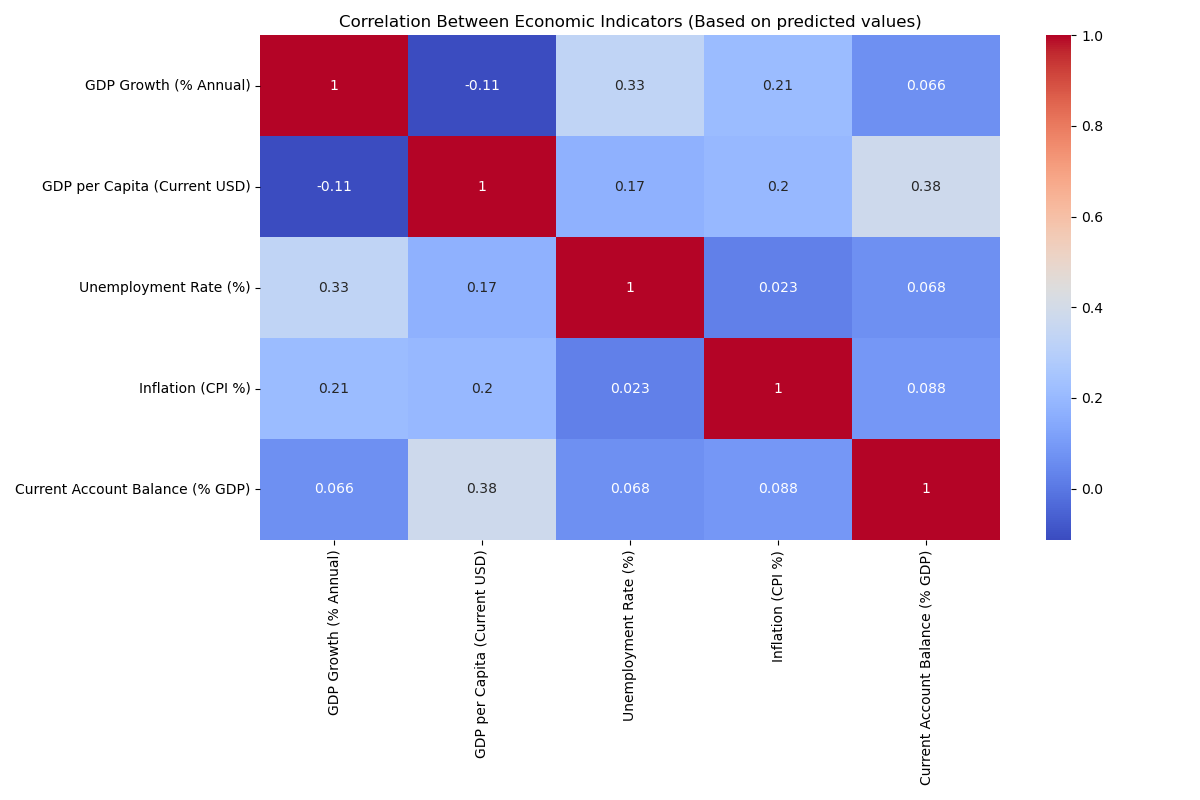 Correlation Between Economic Indicators (Based on predicted values)
GDP Growth (% Annual) 1 -0.11 0.33 0.21 0.066
GDP per Capita (Current USD) -0.11 1 0.17 0.2 0.38
Unemployment Rate (%) 0.33 0.17 1 0.023 0.068
Inflation (CPI %) 0.21 0.2 0.023 1 0.088
Current Account Balance (% GDP) 0.066 0.38 0.068 0.088 1
GDP Growth (% Annual)
GDP per Capita (Current USD)
Unemployment Rate (%)
Inflation (CPI %)
Current Account Balance (% GDP)
1.0
0.8
0.6
0.4
0.2
0.0